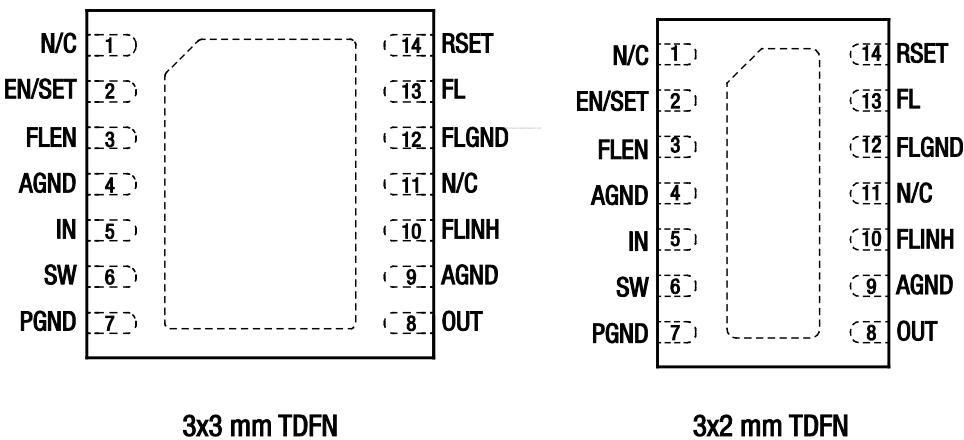 N/C 1 14 RSET
EN/SET 2 13 FL
FLEN 3 12 FLGND
AGND 4 11 N/C
IN 5 10 FLINH
SW 6 9 AGND
PGND 7 8 OUT
3x3 mm TDFN
N/C 1 14 RSET
EN/SET 2 13 FL
FLEN 3 12 FLGND
AGND 4 11 N/C
IN 5 10 FLINH
SW 6 9 AGND
PGND 7 8 OUT
3x2 mm TDFN